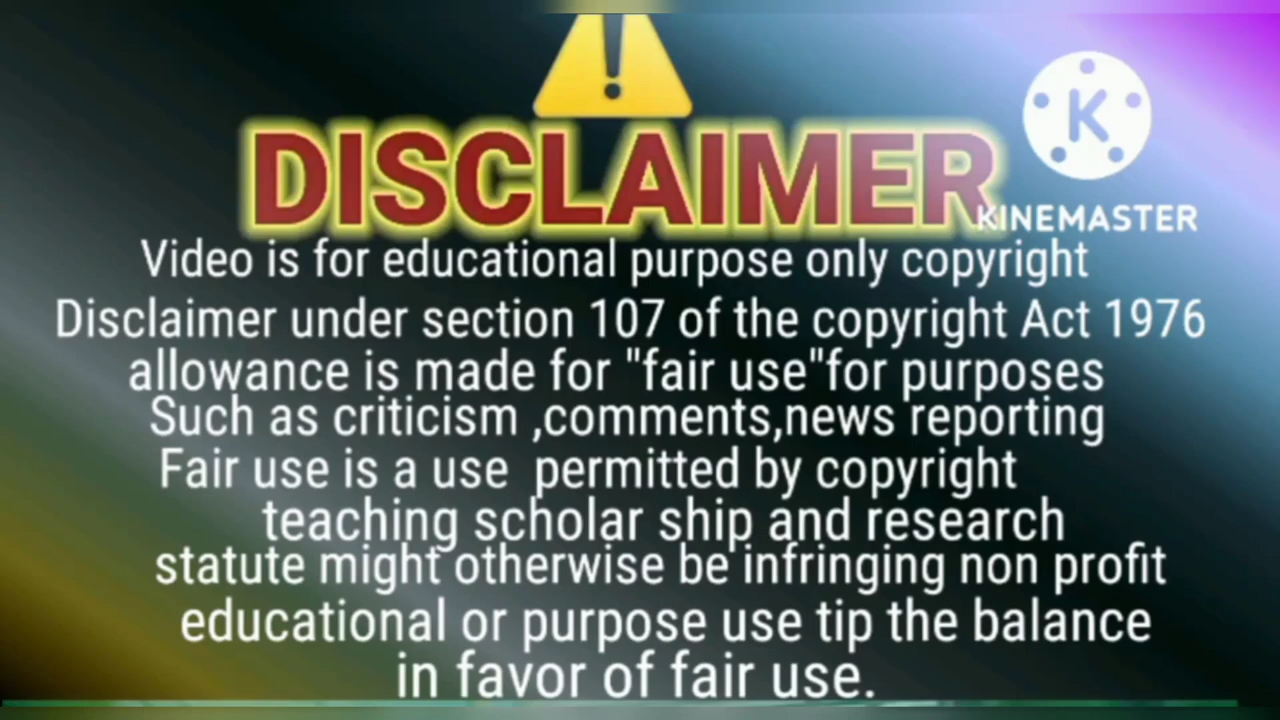 DISCLAIMER
K
KINEMASTER
Video is for educational purpose only copyright
Disclaimer under section 107 of the copyright Act 1976
allowance is made for "fair use"for purposes
Such as criticism ,comments,news reporting
Fair use is a use permitted by copyright
teaching scholar ship and research
statute might otherwise be infringing non profit
educational or purpose use tip the balance
in favor of fair use.